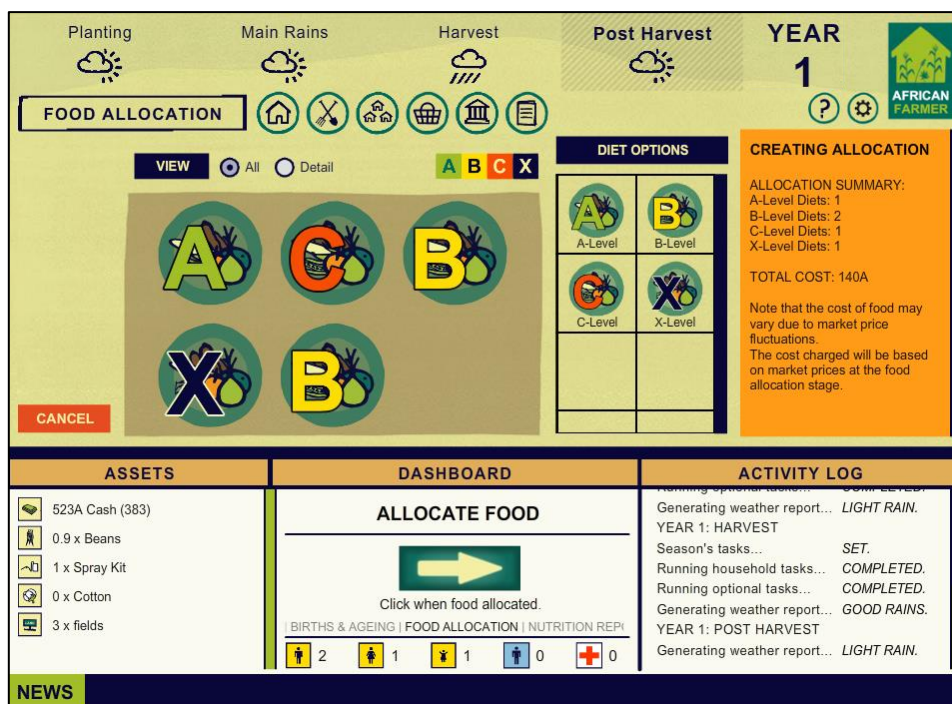 Planting
Main Rains
Harvest
Post Harvest
YEAR
1
AFRICAN
FARMER
FOOD ALLOCATION
?
VIEW
All
Detail
A B C X
DIET OPTIONS
A C B
X B
A B
A-Level B-Level
C X
C-Level X-Level
CREATING ALLOCATION
ALLOCATION SUMMARY:
A-Level Diets: 1
B-Level Diets: 2
C-Level Diets: 1
X-Level Diets: 1
TOTAL COST: 140A
Note that the cost of food may
vary due to market price
fluctuations.
The cost charged will be based
on market prices at the food
allocation stage.
CANCEL
ASSETS
523A Cash (383)
0.9 x Beans
1 x Spray Kit
0 x Cotton
3 x fields
DASHBOARD
ALLOCATE FOOD
Click when food allocated.
| BIRTHS & AGEING | FOOD ALLOCATION | NUTRITION
2 1 1 0 0
ACTIVITY LOG
Running optional tasks... COMPLETED.
Generating weather report... LIGHT RAIN.
YEAR 1: HARVEST
Season's tasks... SET.
Running household tasks... COMPLETED.
Running optional tasks... COMPLETED.
Generating weather report... GOOD RAINS.
YEAR 1: POST HARVEST
Generating weather report... LIGHT RAIN.
NEWS